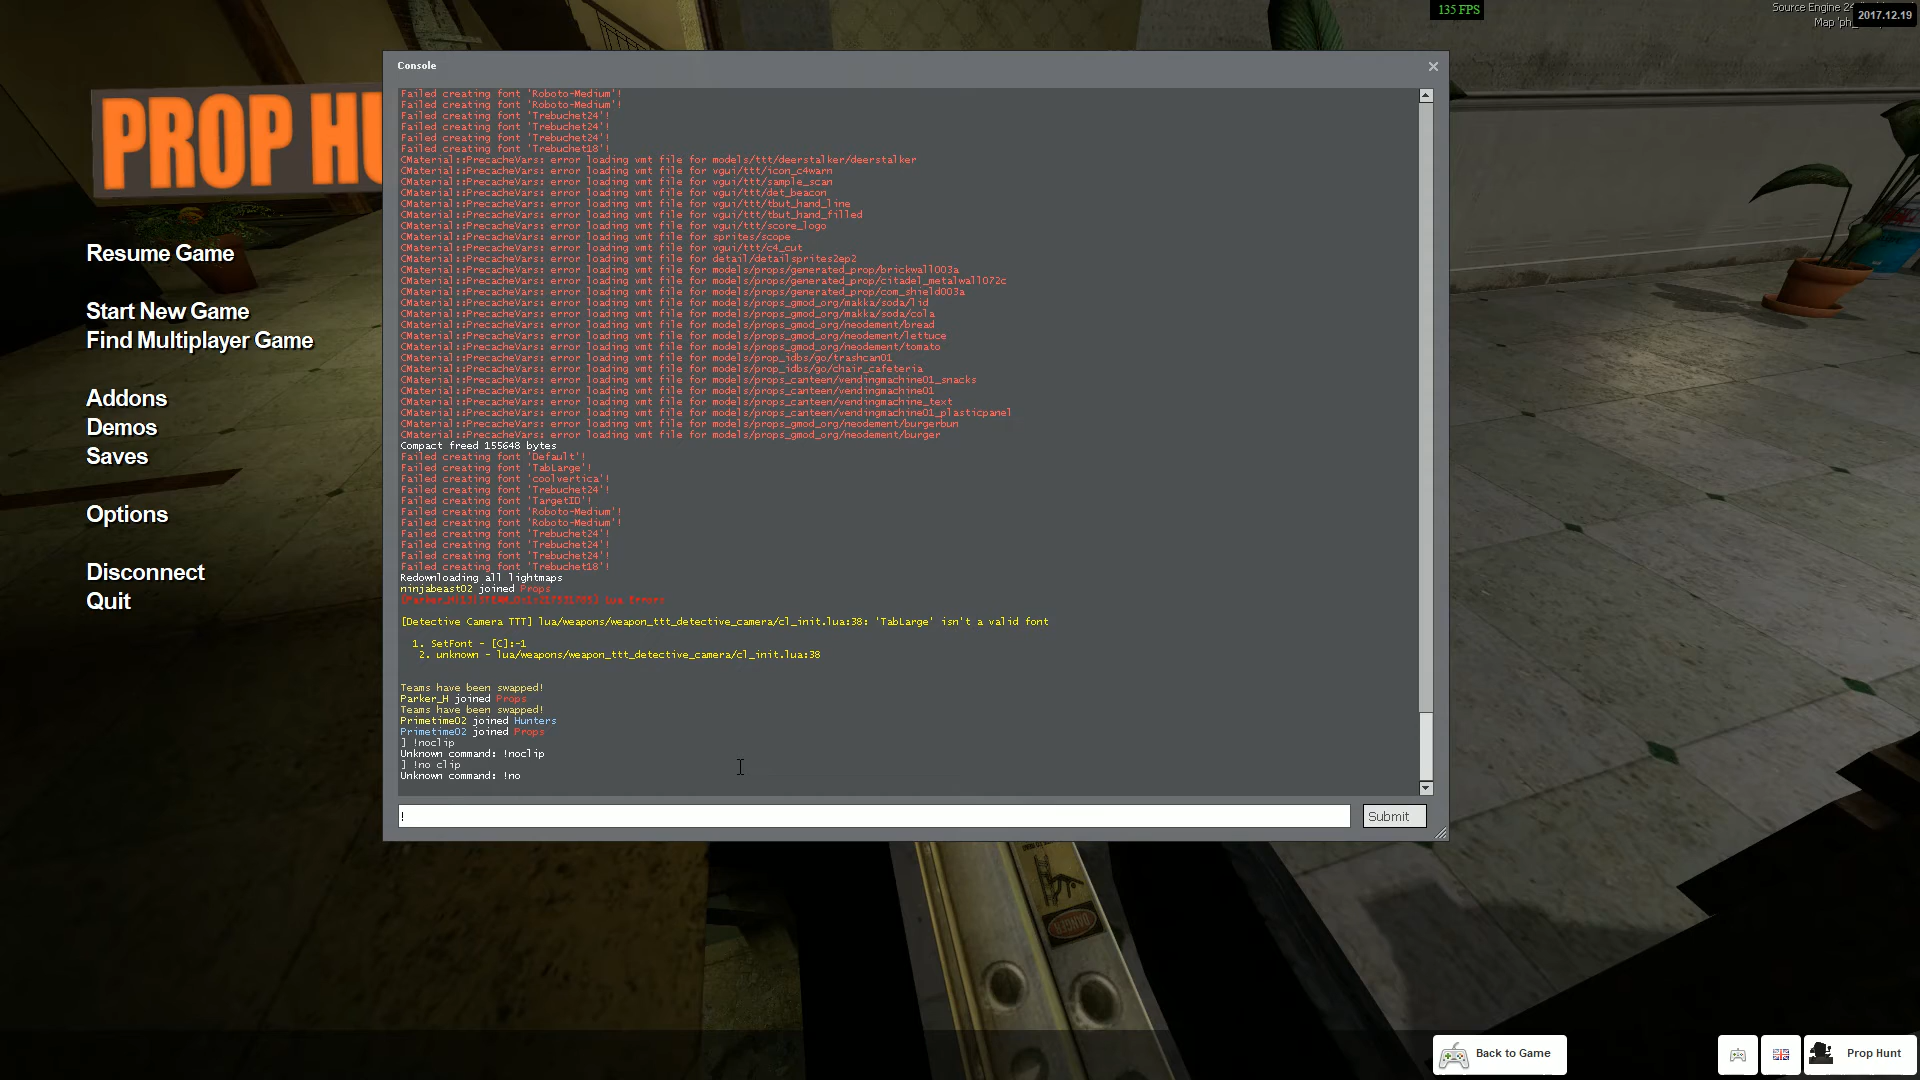 135 FPS
Source Engine 24
2017.12.19
Map 'ph_
PROP HU
Resume Game
Start New Game
Find Multiplayer Game
Addons
Demos
Saves
Options
Disconnect
Quit
Console
Failed creating font 'Roboto-Medium'!
Failed creating font 'Roboto-Medium'!
Failed creating font 'Trebuchet24'!
Failed creating font 'Trebuchet24'!
Failed creating font 'Trebuchet24'!
Failed creating font 'Trebuchet18'!
CMaterial::PrecacheVars: error loading vmt file for models/ttt/deerstalker/deerstalker
CMaterial::PrecacheVars: error loading vmt file for vgui/ttt/icon_c4warn
CMaterial::PrecacheVars: error loading vmt file for vgui/ttt/sample_scan
CMaterial::PrecacheVars: error loading vmt file for vgui/ttt/det_beacon
CMaterial::PrecacheVars: error loading vmt file for vgui/ttt/tbut_hand_line
CMaterial::PrecacheVars: error loading vmt file for vgui/ttt/tbut_hand_filled
CMaterial::PrecacheVars: error loading vmt file for vgui/ttt/score_logo
CMaterial::PrecacheVars: error loading vmt file for sprites/scope
CMaterial::PrecacheVars: error loading vmt file for vgui/ttt/c4_cut
CMaterial::PrecacheVars: error loading vmt file for detail/detailsprites2ep2
CMaterial::PrecacheVars: error loading vmt file for models/props/generated_prop/brickwall003a
CMaterial::PrecacheVars: error loading vmt file for models/props/generated_prop/citadel_metalwall072c
CMaterial::PrecacheVars: error loading vmt file for models/props/generated_prop/com_shield003a
CMaterial::PrecacheVars: error loading vmt file for models/props_gmod_org/makka/soda/lid
CMaterial::PrecacheVars: error loading vmt file for models/props_gmod_org/makka/soda/cola
CMaterial::PrecacheVars: error loading vmt file for models/props_gmod_org/neodement/bread
CMaterial::PrecacheVars: error loading vmt file for models/props_gmod_org/neodement/lettuce
CMaterial::PrecacheVars: error loading vmt file for models/props_gmod_org/neodement/tomato
CMaterial::PrecacheVars: error loading vmt file for models/prop_idbs/go/trashcan01
CMaterial::PrecacheVars: error loading vmt file for models/prop_idbs/go/chair_cafeteria
CMaterial::PrecacheVars: error loading vmt file for models/props_canteen/vendingmachine01_snacks
CMaterial::PrecacheVars: error loading vmt file for models/props_canteen/vendingmachine01
CMaterial::PrecacheVars: error loading vmt file for models/props_canteen/vendingmachine_text
CMaterial::PrecacheVars: error loading vmt file for models/props_canteen/vendingmachine01_plasticpanel
CMaterial::PrecacheVars: error loading vmt file for models/props_gmod_org/neodement/burgerbun
CMaterial::PrecacheVars: error loading vmt file for models/props_gmod_org/neodement/burger
Compact freed 155648 bytes
Failed creating font 'Default'!
Failed creating font 'TabLarge'!
Failed creating font 'coolvertica'!
Failed creating font 'Trebuchet24'!
Failed creating font 'TargetID'!
Failed creating font 'Roboto-Medium'!
Failed creating font 'Roboto-Medium'!
Failed creating font 'Trebuchet24'!
Failed creating font 'Trebuchet24'!
Failed creating font 'Trebuchet24'!
Failed creating font 'Trebuchet18'!
Redownloading all lightmaps
ninjabeast02 joined Props
Lua Error:
[Detective Camera TTT] lua/weapons/weapon_ttt_detective_camera/cl_init.lua:38: 'TabLarge' isn't a valid font
1. SetFont - [C]:-1
2. unknown - lua/weapons/weapon_ttt_detective_camera/cl_init.lua:38
Teams have been swapped!
Parker_H joined Props
Teams have been swapped!
Primetime02 joined Hunters
Primetime02 joined Props
] !noclip
Unknown command: !noclip
] !no clip
Unknown command: !no
!
Submit
DANGER
Back to Game
Prop Hunt